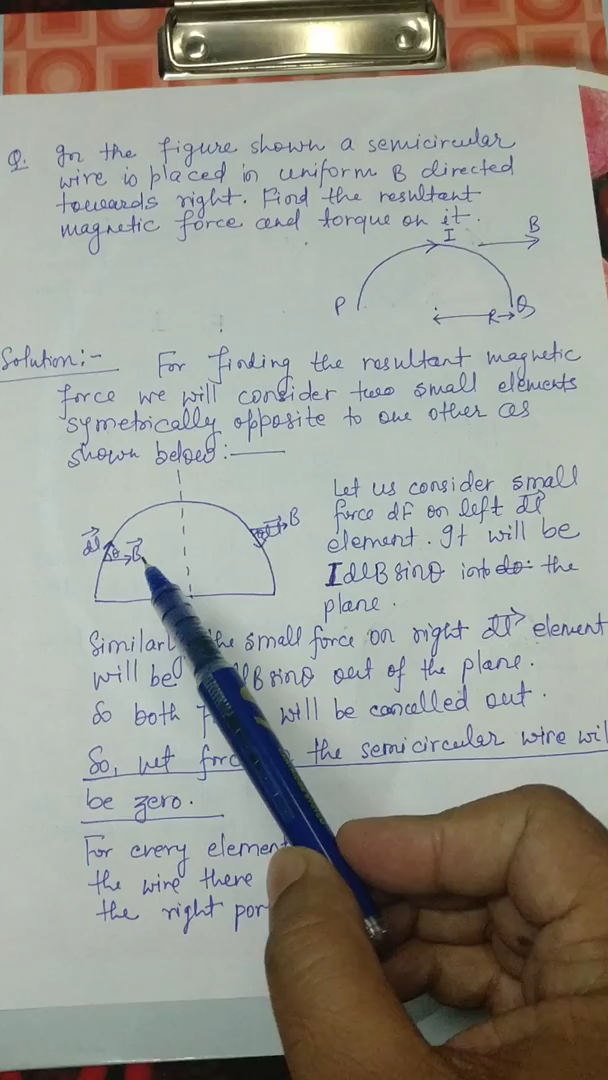 Q. In the figure shown a semicircular
wire is placed in uniform B directed
towards right. Find the resultant
magnetic force and torque on it.
I
B
P
R
Q
Solution:- For finding the resultant magnetic
force we will consider two small elements
symetrically opposite to one other as
shown below:—
dl
θ
B
dl
B
Let us consider small
force dF on left dl
element. It will be
IdlB sinθ into the
plane.
the small force on right dl element
will be lB sinθ out of the plane.
So both will be cancelled out.
So, net the semicircular wire
be zero.
For every element
the wire there
the right